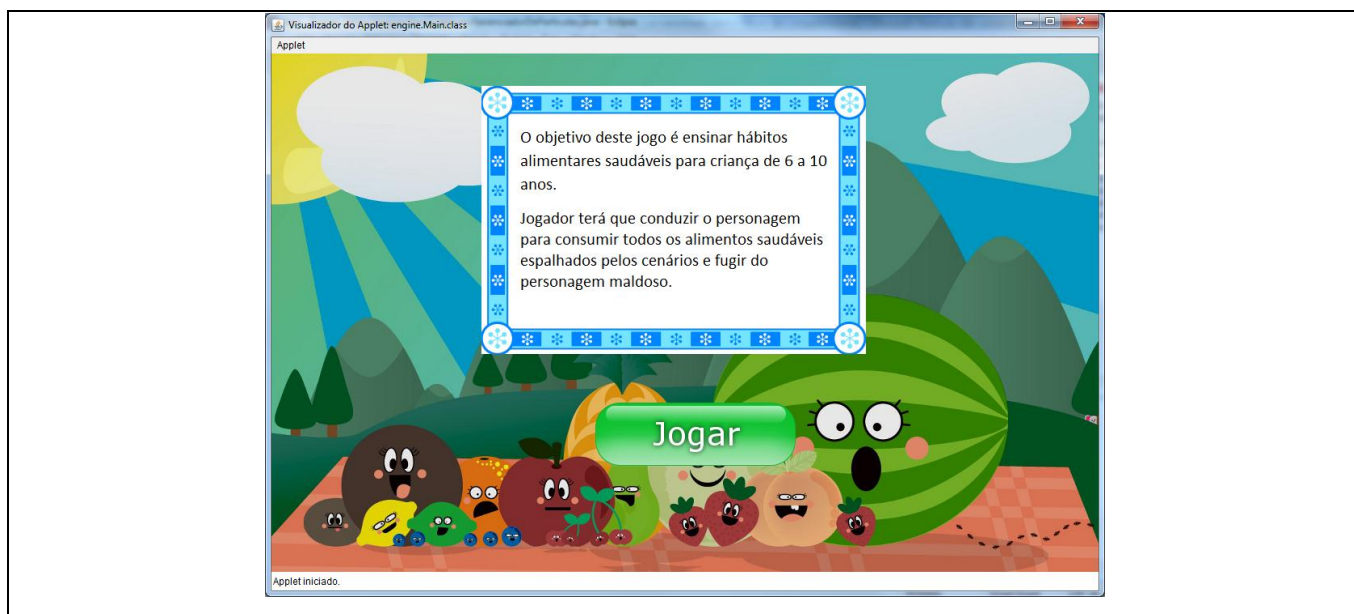 Visualizador do Applet: engine.Main.class
Applet
O objetivo deste jogo é ensinar hábitos
alimentares saudáveis para criança de 6 a 10
anos.
Jogador terá que conduzir o personagem
para consumir todos os alimentos saudáveis
espalhados pelos cenários e fugir do
personagem maldoso.
Jogar
Applet iniciado.